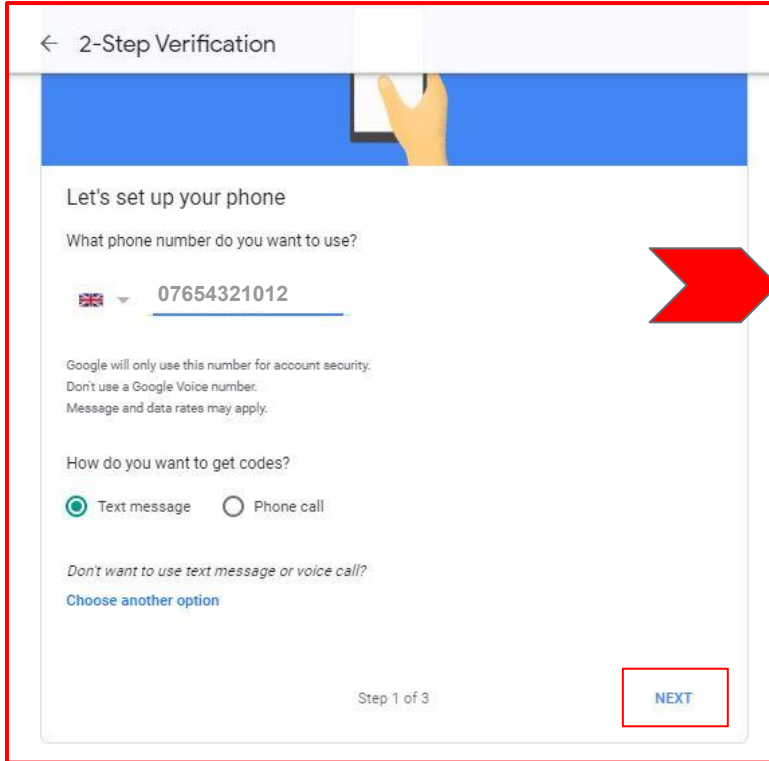 2-Step Verification
Let's set up your phone
What phone number do you want to use?
07654321012
Google will only use this number for account security.
Don't use a Google Voice number.
Message and data rates may apply.
How do you want to get codes?
Text message Phone call
Don't want to use text message or voice call?
Choose another option
Step 1 of 3 NEXT